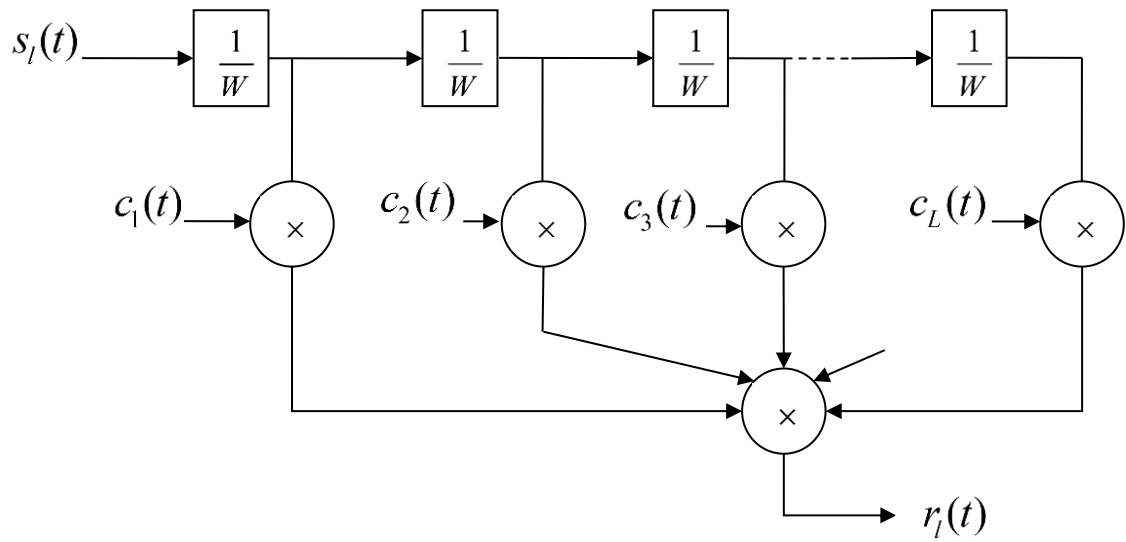 s_l(t)
1/W
1/W
1/W
1/W
c_1(t)
c_2(t)
c_3(t)
c_L(t)
×
×
×
×
×
r_l(t)